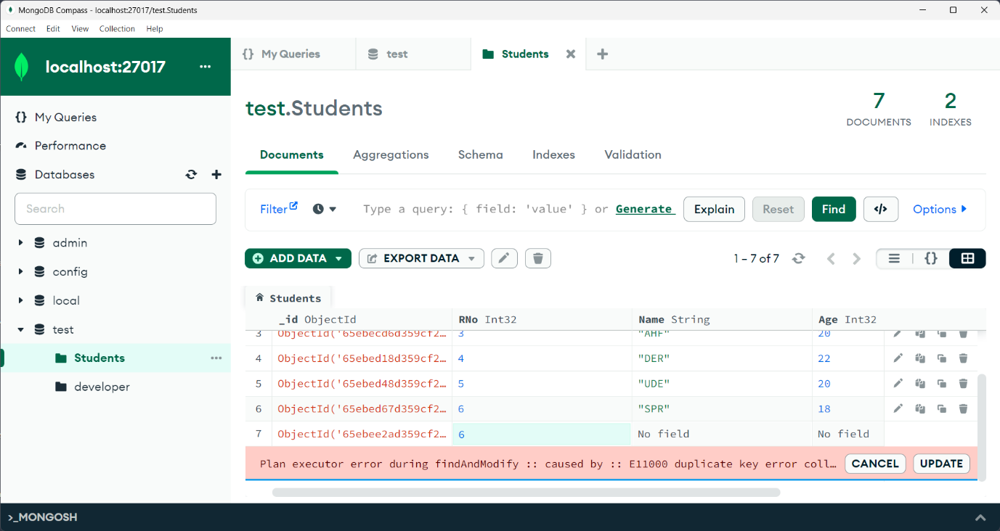 MongoDB Compass - localhost:27017/test.Students
Connect Edit View Collection Help
localhost:27017 ...
{} My Queries
test
Students
My Queries
Performance
Databases
Search
admin
config
local
test
Students ...
developer
test.Students
7
DOCUMENTS
2
INDEXES
Documents Aggregations Schema Indexes Validation
Filter Type a query: { field: 'value' } or Generate Explain Reset Find </> Options
ADD DATA EXPORT DATA 1 – 7 of 7 {}
Students
_id ObjectId RNo Int32 Name String Age Int32
3 ObjectId('65ebecd6d359cf2… 3 "AHF" 20
4 ObjectId('65ebed18d359cf2… 4 "DER" 22
5 ObjectId('65ebed48d359cf2… 5 "UDE" 20
6 ObjectId('65ebed67d359cf2… 6 "SPR" 18
7 ObjectId('65ebee2ad359cf2… 6 No field No field
Plan executor error during findAndModify :: caused by :: E11000 duplicate key error coll… CANCEL UPDATE
>_MONGOSH